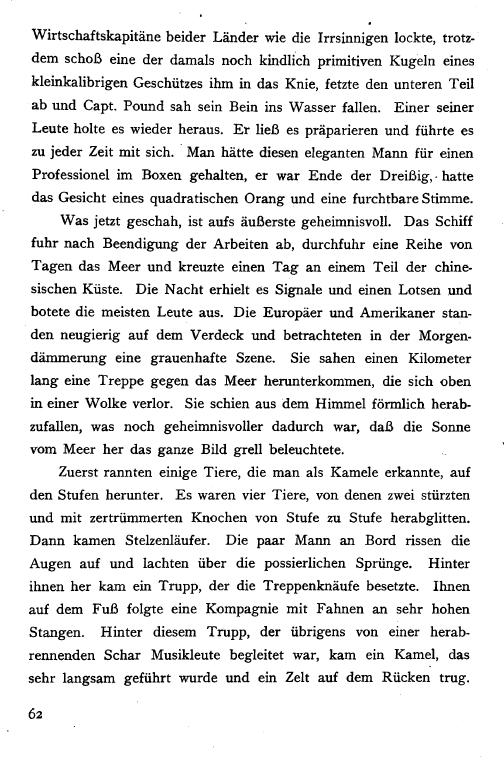 Wirtschaftskapitäne beider Länder wie die Irrsinnigen lockte, trotz-
dem schoß eine der damals noch kindlich primitiven Kugeln eines
kleinkalibrigen Geschützes ihm in das Knie, fetzte den unteren Teil
ab und Capt. Pound sah sein Bein ins Wasser fallen. Einer seiner
Leute holte es wieder heraus. Er ließ es präparieren und führte es
zu jeder Zeit mit sich. Man hätte diesen eleganten Mann für einen
Professionel im Boxen gehalten, er war Ende der Dreißig, hatte
das Gesicht eines quadratischen Orang und eine furchtbare Stimme.
Was jetzt geschah, ist aufs äußerste geheimnisvoll. Das Schiff
fuhr nach Beendigung der Arbeiten ab, durchfuhr eine Reihe von
Tagen das Meer und kreuzte einen Tag an einem Teil der chine-
sischen Küste. Die Nacht erhielt es Signale und einen Lotsen und
botete die meisten Leute aus. Die Europäer und Amerikaner stan-
den neugierig auf dem Verdeck und betrachteten in der Morgen-
dämmerung eine grauenhafte Szene. Sie sahen einen Kilometer
lang eine Treppe gegen das Meer herunterkommen, die sich oben
in einer Wolke verlor. Sie schien aus dem Himmel förmlich herab-
zufallen, was noch geheimnisvoller dadurch war, daß die Sonne
vom Meer her das ganze Bild grell beleuchtete.
Zuerst rannten einige Tiere, die man als Kamele erkannte, auf
den Stufen herunter. Es waren vier Tiere, von denen zwei stürzten
und mit zertrümmerten Knochen von Stufe zu Stufe herabglitten.
Dann kamen Stelzenläufer. Die paar Mann an Bord rissen die
Augen auf und lachten über die possierlichen Sprünge. Hinter
ihnen her kam ein Trupp, der die Treppenknäufe besetzte. Ihnen
auf dem Fuß folgte eine Kompagnie mit Fahnen an sehr hohen
Stangen. Hinter diesem Trupp, der übrigens von einer herab-
rennenden Schar Musikleute begleitet war, kam ein Kamel, das
sehr langsam geführt wurde und ein Zelt auf dem Rücken trug.
62